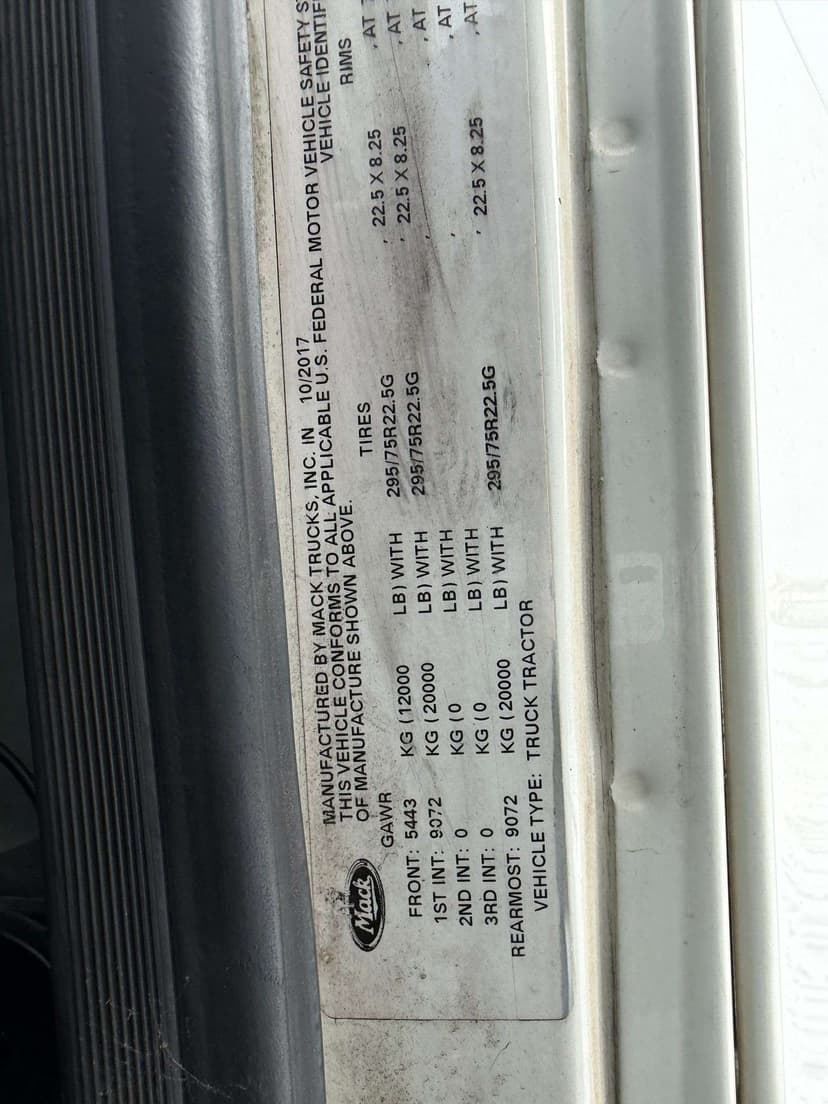 MANUFACTURED BY MACK TRUCKS, INC. IN 10/2017
THIS VEHICLE CONFORMS TO ALL APPLICABLE U.S. FEDERAL MOTOR VEHICLE SAFETY
OF MANUFACTURE SHOWN ABOVE. VEHICLE
Mack
GAWR TIRES RIMS
FRONT: 5443 KG (12000 LB) WITH 295/75R22.5G , 22.5 X 8.25 , AT
1ST INT: 9072 KG (20000 LB) WITH 295/75R22.5G , 22.5 X 8.25 , AT
2ND INT: 0 KG (0 LB) WITH , , AT
3RD INT: 0 KG (0 LB) WITH , , AT
REARMOST: 9072 KG (20000 LB) WITH 295/75R22.5G , 22.5 X 8.25 , AT
VEHICLE TYPE: TRUCK TRACTOR